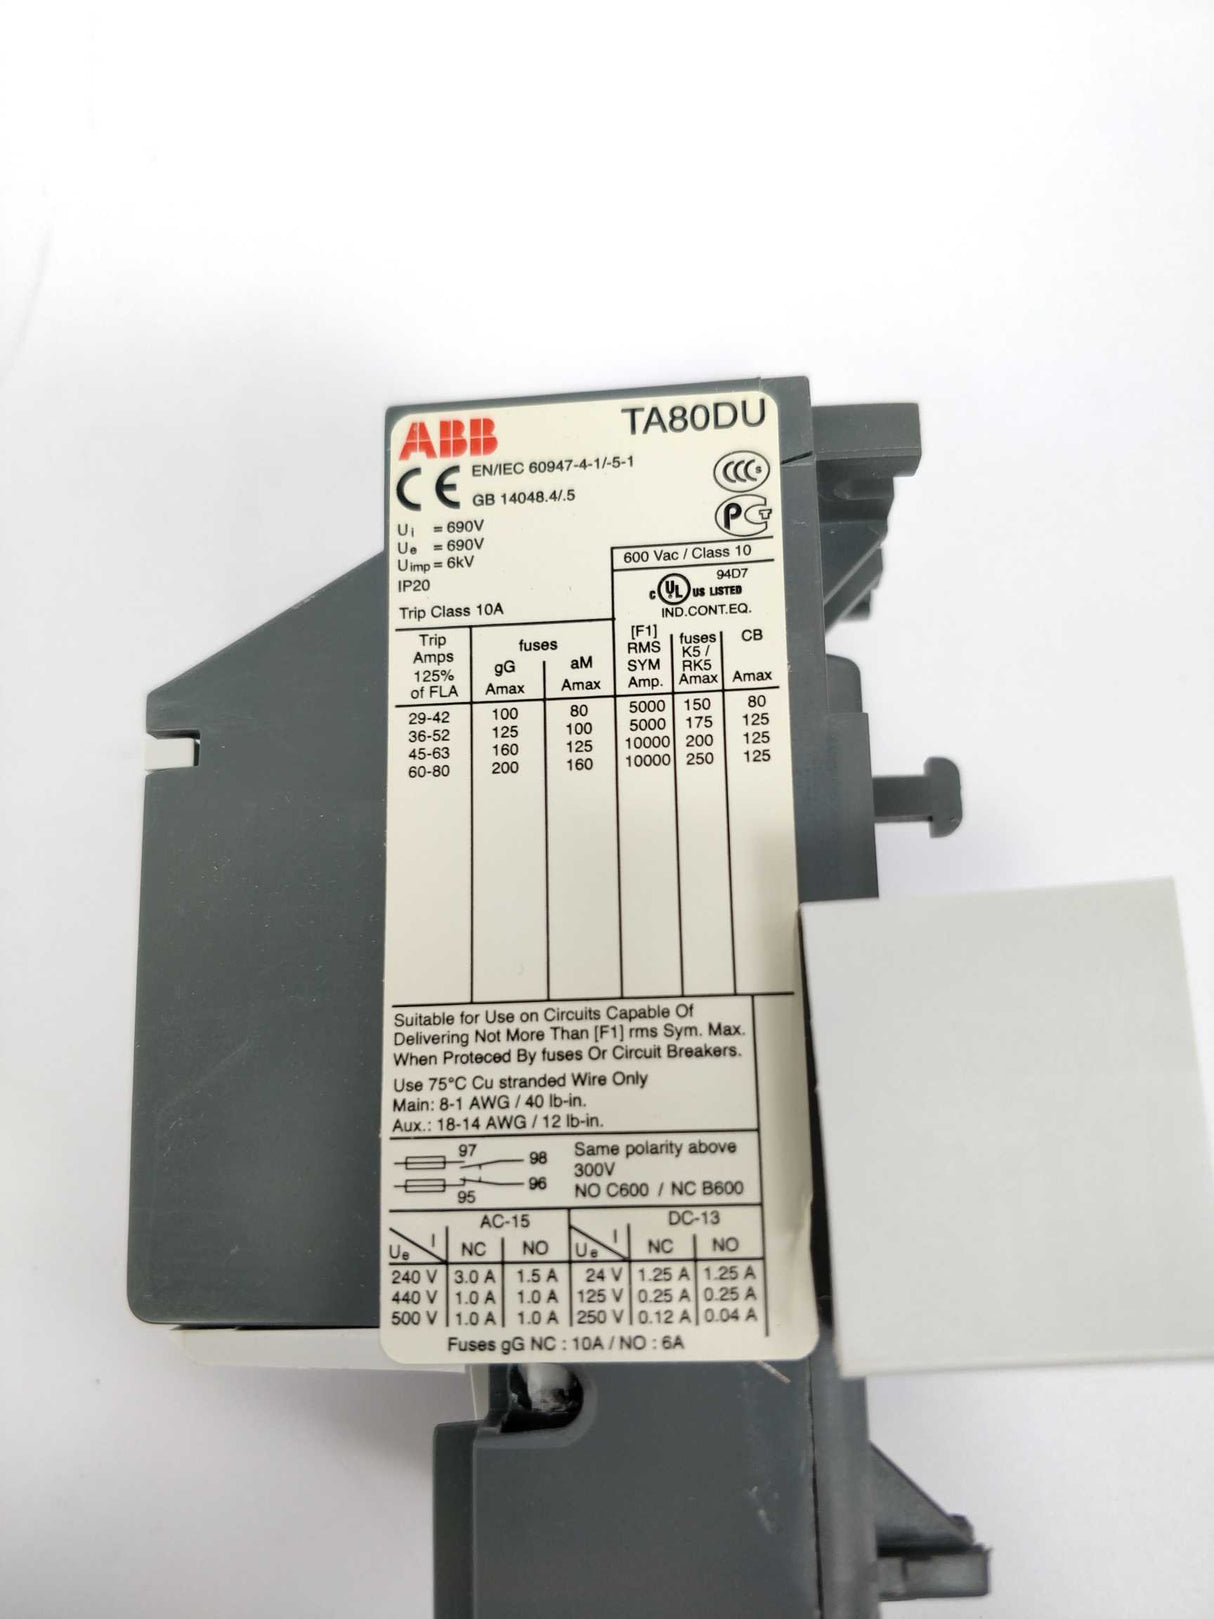 ABB TA80DU
CE EN/IEC 60947-4-1/-5-1 CCC s
GB 14048.4/.5
Ui = 690V
Ue = 690V
Uimp = 6kV
IP20
Trip Class 10A
600 Vac / Class 10
94D7
c UL US LISTED
IND.CONT.EQ.
Trip Amps 125% of FLA
fuses
gG Amax
aM Amax
[F1] RMS SYM Amp.
fuses K5 / RK5 Amax
CB Amax
29-42 100 80 5000 150 80
36-52 125 100 5000 175 125
45-63 160 125 10000 200 125
60-80 200 160 10000 250 125
Suitable for Use on Circuits Capable Of
Delivering Not More Than [F1] rms Sym. Max.
When Proteced By fuses Or Circuit Breakers.
Use 75°C Cu stranded Wire Only
Main: 8-1 AWG / 40 lb-in.
Aux.: 18-14 AWG / 12 lb-in.
97 98
95 96
Same polarity above
300V
NO C600 / NC B600
AC-15 DC-13
Ue I NC NO Ue I NC NO
240 V 3.0 A 1.5 A 24 V 1.25 A 1.25 A
440 V 1.0 A 1.0 A 125 V 0.25 A 0.25 A
500 V 1.0 A 1.0 A 250 V 0.12 A 0.04 A
Fuses gG NC : 10A / NO : 6A